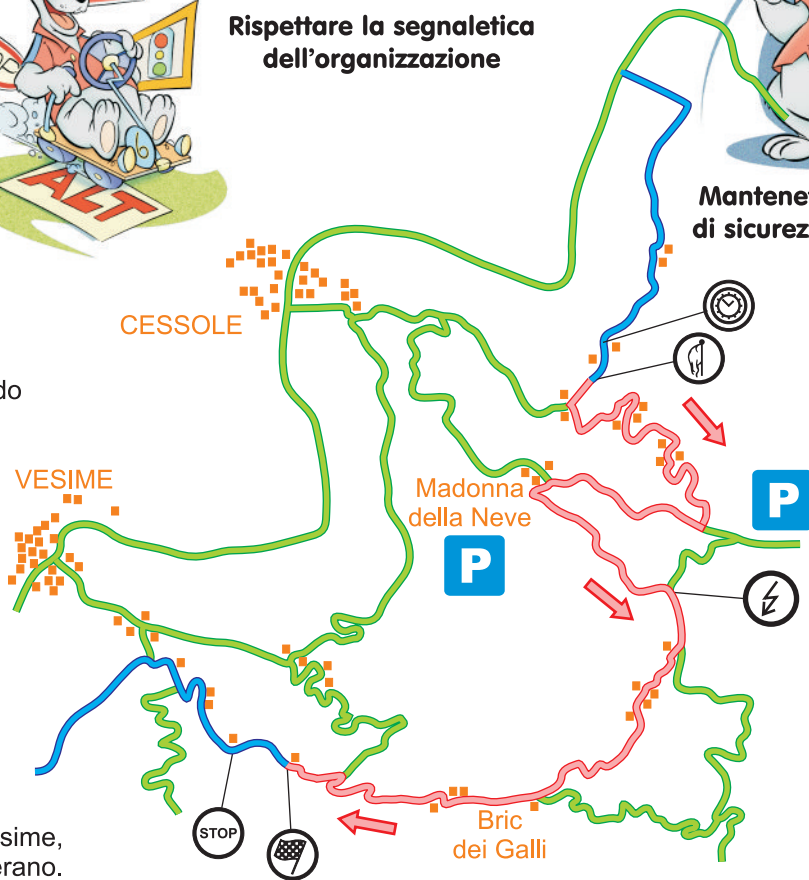 Rispettare la segnaletica
dell'organizzazione
ALT
Mantene
di sicurez
CESSOLE
do
VESIME
Madonna
della Neve
P
P
Bric
dei Galli
STOP
sime,
erano.